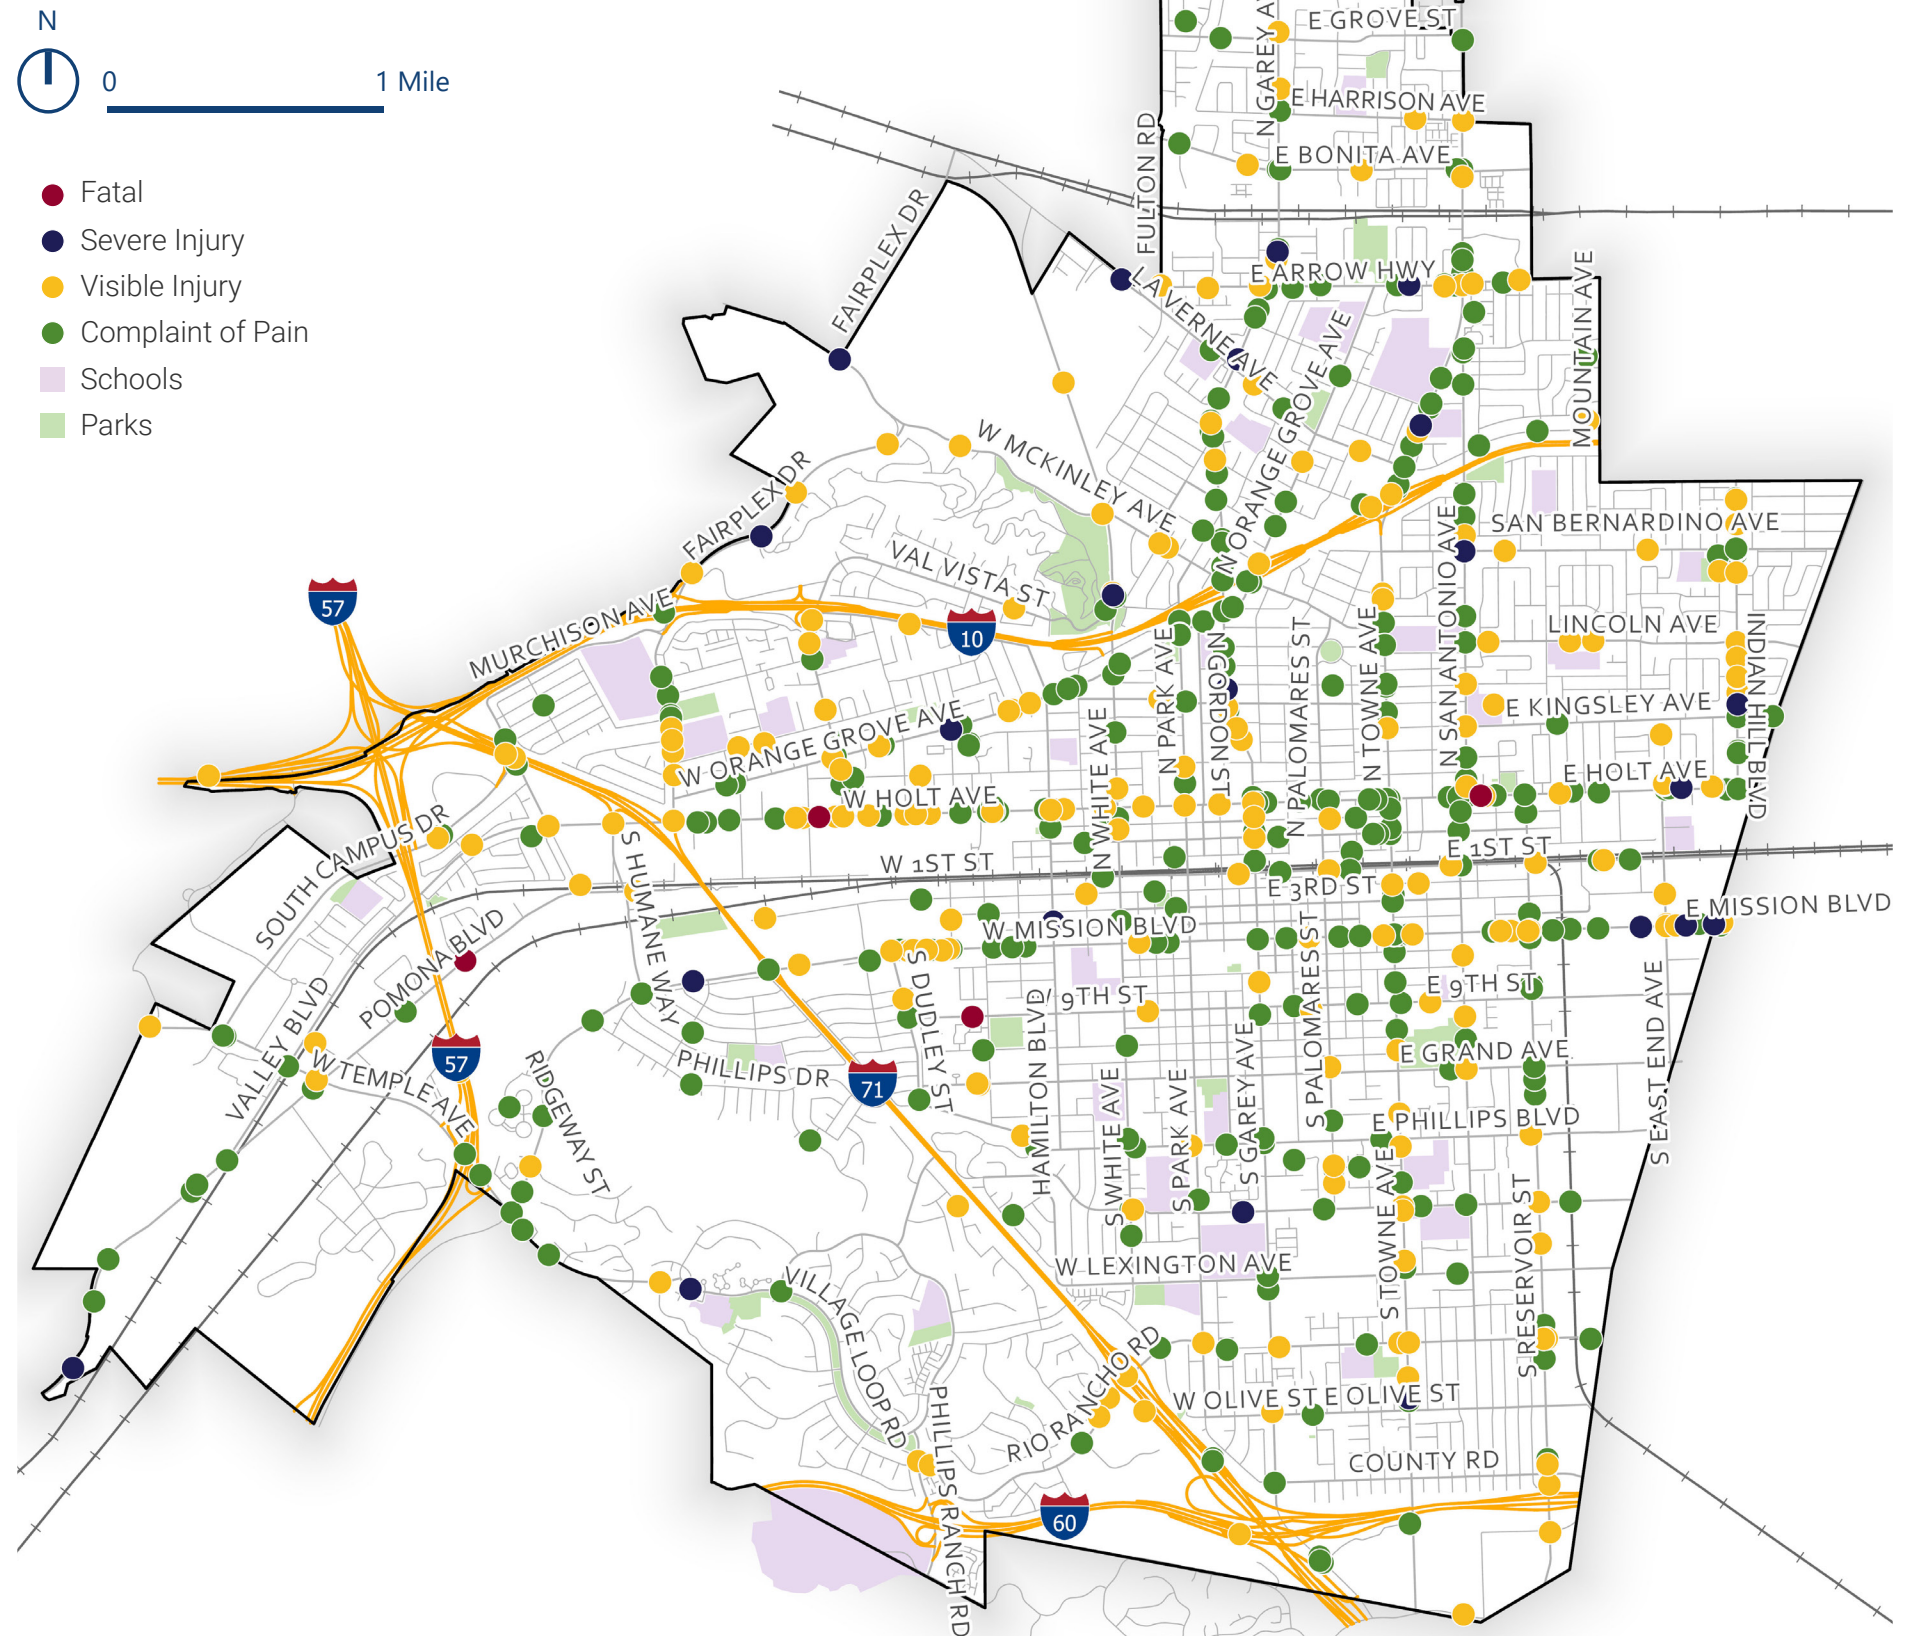 N
0 1 Mile
Fatal
Severe Injury
Visible Injury
Complaint of Pain
Schools
Parks
E GROVE ST
N GAREY AV
E HARRISON AVE
E BONITA AVE
FULTON RD
FAIRPLEX DR
E ARROW HWY
LA VERNE AVE
MOUNTAIN AVE
N ORANGE GROVE AVE
W MCKINLEY AVE
FAIRPLEX DR
SAN BERNARDINO AVE
VAL VISTA ST
MURCHISON AVE
57
10
LINCOLN AVE
INDIAN HILL BLVD
N SAN ANTONIO AVE
N TOWNE AVE
N PALOMARES ST
N GORDON ST
N PARK AVE
N WHITE AVE
E KINGSLEY AVE
W ORANGE GROVE AVE
E HOLT AVE
W HOLT AVE
SOUTH CAMPUS DR
S HUMANE WAY
W 1ST ST
E 1ST ST
E 3RD ST
W MISSION BLVD
E MISSION BLVD
POMONA BLVD
VALLEY BLVD
S DUDLEY ST
9TH ST
E 9TH ST
S PALOMARES ST
S EAST END AVE
W TEMPLE AVE
57
RIDGEWAY ST
PHILLIPS DR
71
HAMILTON BLVD
E GRAND AVE
S WHITE AVE
S PARK AVE
S GAREY AVE
E PHILLIPS BLVD
S TOWNE AVE
S RESERVOIR ST
W LEXINGTON AVE
VILLAGE LOOP RD
RIO RANCHO RD
W OLIVE ST
E OLIVE ST
PHILLIPS RANCH RD
COUNTY RD
60